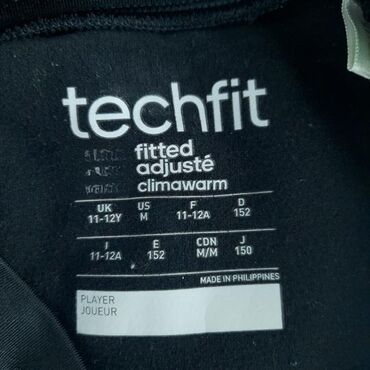 techfit
fitted
adjusté
climawarm
UK US F D
11-12Y M 11-12A 152
I E CDN J
11-12A 152 M/M 150
MADE IN PHILIPPINES
PLAYER
JOUEUR